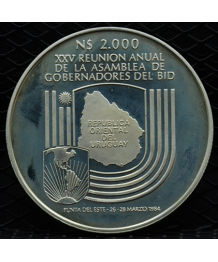 N$ 2.000
XXV REUNION ANUAL
DE LA ASAMBLEA DE
GOBERNADORES DEL BID
REPUBLICA
ORIENTAL
DEL
URUGUAY
PUNTA DEL ESTE - 26 - 28 MARZO 1984